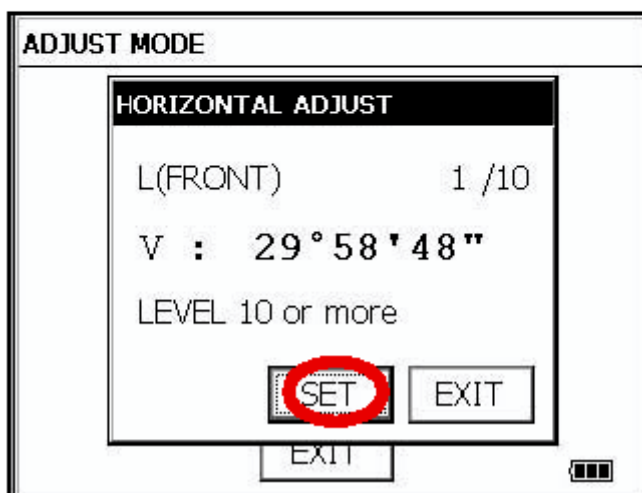 ADJUST MODE
HORIZONTAL ADJUST
L(FRONT) 1 /10
V : 29°58'48"
LEVEL 10 or more
SET EXIT
EXIT